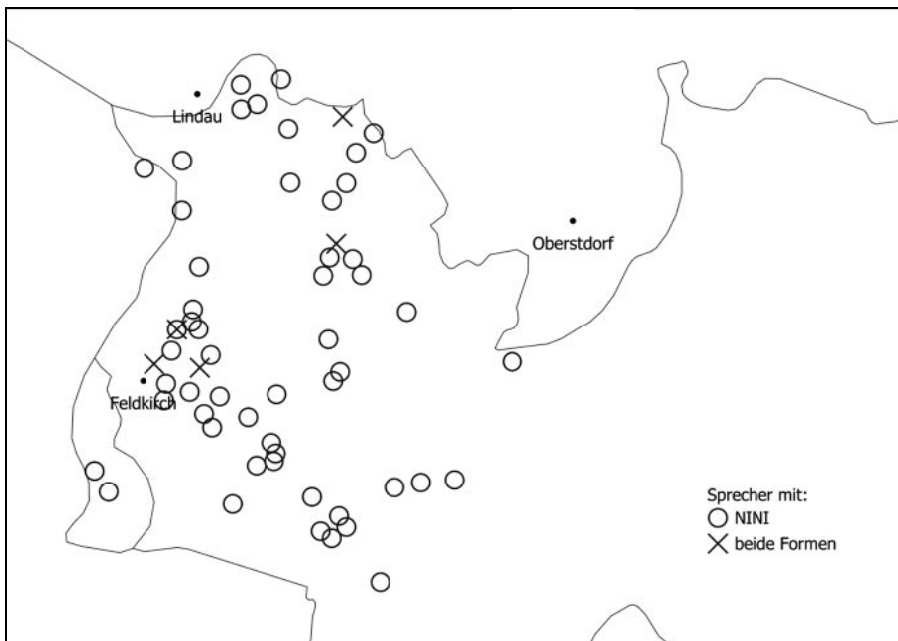 Lindau
Oberstdorf
Feldkirch
Sprecher mit:
NINI
beide Formen